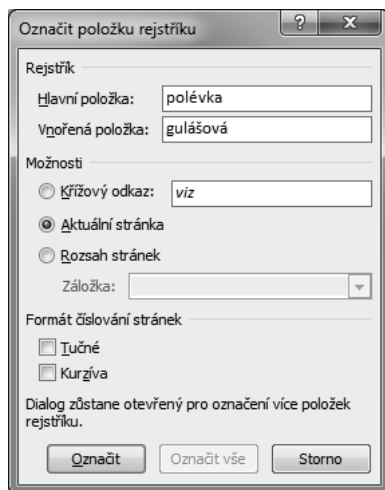 Označit položku rejstříku
Rejstřík
Hlavní položka: polévka
Vnořená položka: gulášová
Možnosti
Křížový odkaz: viz
Aktuální stránka
Rozsah stránek
Záložka:
Formát číslování stránek
Tučné
Kurzíva
Dialog zůstane otevřený pro označení více položek
rejstříku.
Označit Označit vše Storno